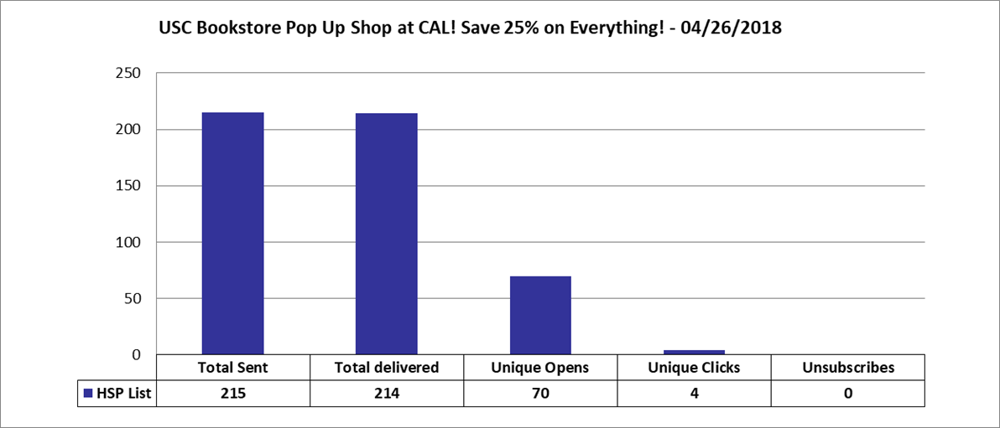 USC Bookstore Pop Up Shop at CAL! Save 25% on Everything! - 04/26/2018
250
200
150
100
50
0
Total Sent Total delivered Unique Opens Unique Clicks Unsubscribes
HSP List 215 214 70 4 0